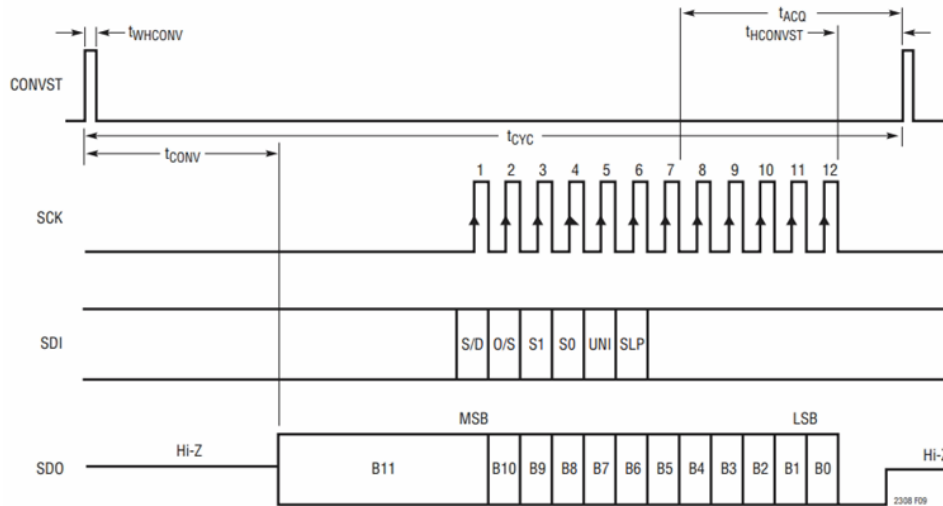 tACQ
tWHCONV
tHCONVST
CONVST
tCYC
tCONV
1 2 3 4 5 6 7 8 9 10 11 12
SCK
SDI
S/D O/S S1 S0 UNI SLP
MSB LSB
SDO
Hi-Z
B11 B10 B9 B8 B7 B6 B5 B4 B3 B2 B1 B0
Hi-Z
2308 F09